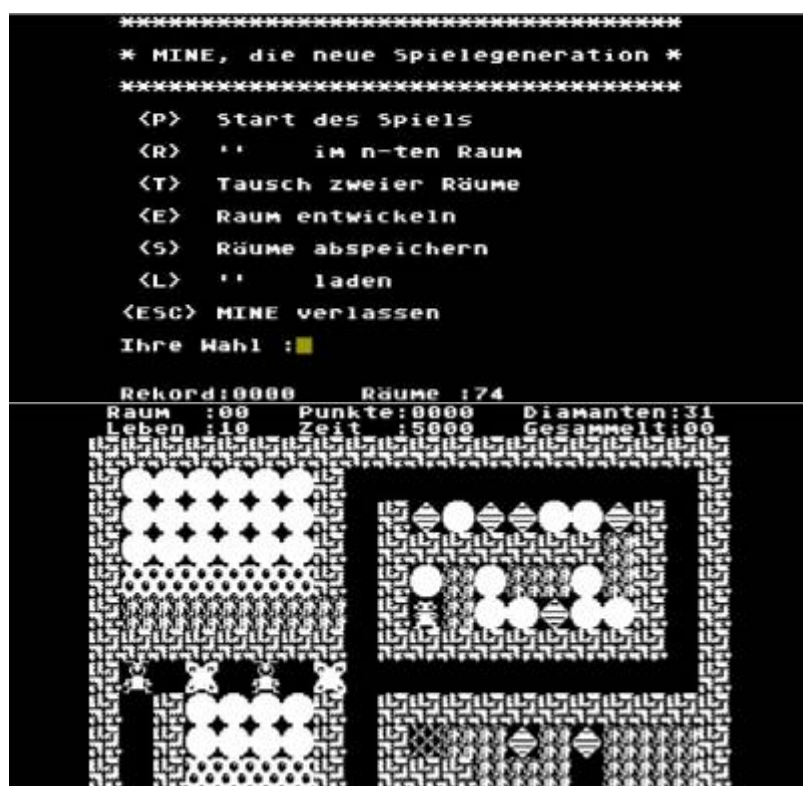 ***********************************
* MINE, die neue Spielegeneration *
***********************************
<P> Start des Spiels
<R> '' im n-ten Raum
<T> Tausch zweier Räume
<E> Raum entwickeln
<S> Räume abspeichern
<L> '' laden
<ESC> MINE verlassen
Ihre Wahl :
Rekord:0000 Räume :74
Raum :00 Punkte:0000 Diamanten:31
Leben :10 Zeit :5000 Gesammelt:00